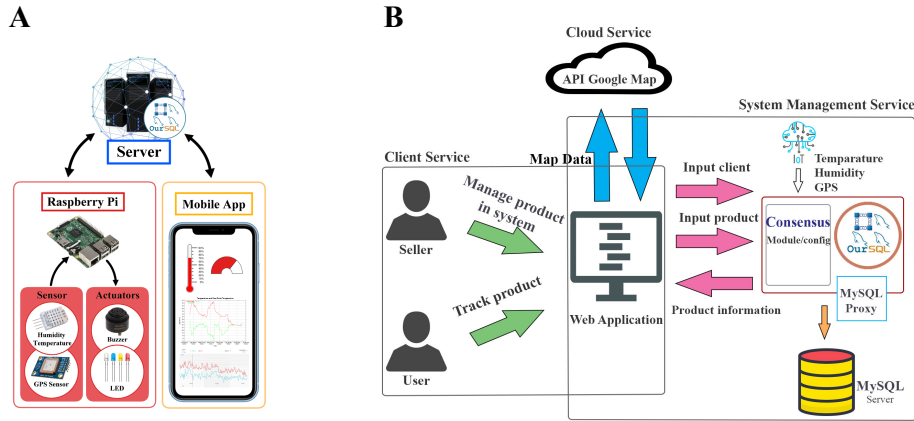 A
OurSQL
Server
Raspberry Pi
Mobile App
Sensor
Actuators
Humidity
Temperature
Buzzer
GPS Sensor
LED
B
Cloud Service
API Google Map
System Management Service
Client Service
Map Data
Input client
IoT
Temparature
Humidity
GPS
Manage product
in system
Seller
Input product
Consensus
Module/config
OurSQL
Track product
Web Application
Product information
MySQL
Proxy
User
MySQL
Server